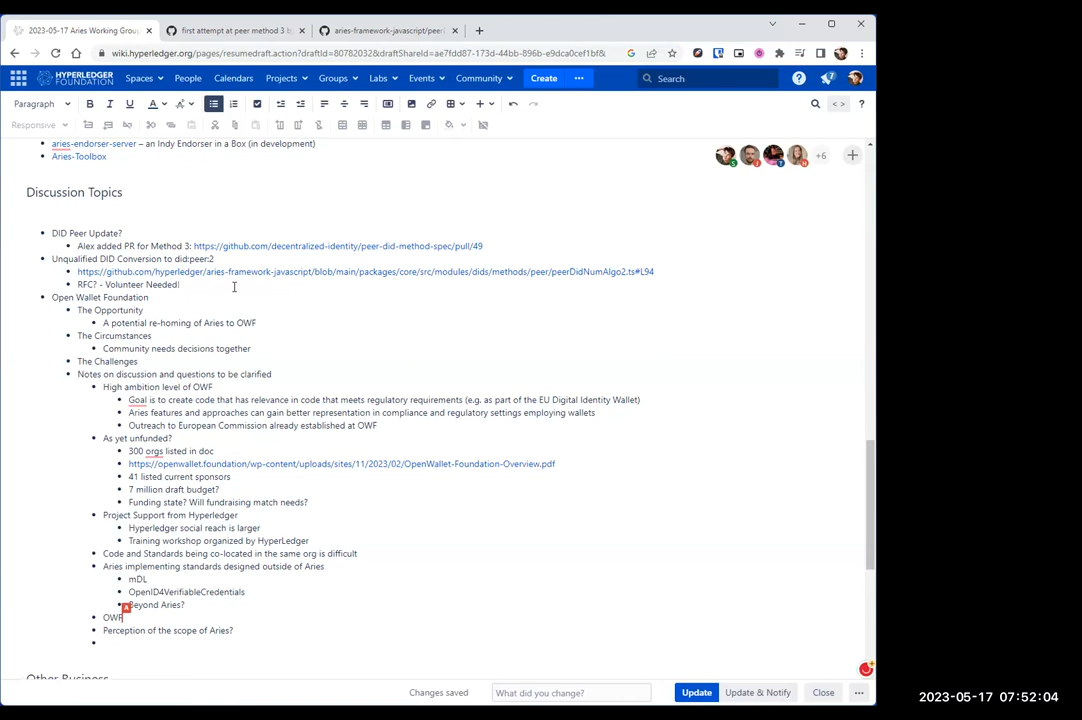 2023-05-17 Aries Working Grou
first attempt at peer method 3 b
aries-framework-javascript/peer
wiki.hyperledger.org/pages/resumedraft.action?draftId=80782032&draftShareId=ae7fdd87-173d-44bb-896b-e9dca0cef1bf&
HYPERLEDGER FOUNDATION Spaces People Calendars Projects Groups Labs Events Community Create ••• Search
Paragraph B I U A
Responsive
aries-endorser-server – an Indy Endorser in a Box (in development)
Aries-Toolbox
+6
Discussion Topics
DID Peer Update?
Alex added PR for Method 3: https://github.com/decentralized-identity/peer-did-method-spec/pull/49
Unqualified DID Conversion to did:peer:2
https://github.com/hyperledger/aries-framework-javascript/blob/main/packages/core/src/modules/dids/methods/peer/peerDidNumAlgo2.ts#L94
RFC? - Volunteer Needed!
Open Wallet Foundation
The Opportunity
A potential re-homing of Aries to OWF
The Circumstances
Community needs decisions together
The Challenges
Notes on discussion and questions to be clarified
High ambition level of OWF
Goal is to create code that has relevance in code that meets regulatory requirements (e.g. as part of the EU Digital Identity Wallet)
Aries features and approaches can gain better representation in compliance and regulatory settings employing wallets
Outreach to European Commission already established at OWF
As yet unfunded?
300 orgs listed in doc
https://openwallet.foundation/wp-content/uploads/sites/11/2023/02/OpenWallet-Foundation-Overview.pdf
41 listed current sponsors
7 million draft budget?
Funding state? Will fundraising match needs?
Project Support from Hyperledger
Hyperledger social reach is larger
Training workshop organized by HyperLedger
Code and Standards being co-located in the same org is difficult
Aries implementing standards designed outside of Aries
mDL
OpenID4VerifiableCredentials
Beyond Aries?
OWF
Perception of the scope of Aries?
Other Business
Changes saved What did you change? Update Update & Notify Close •••
2023-05-17 07:52:04